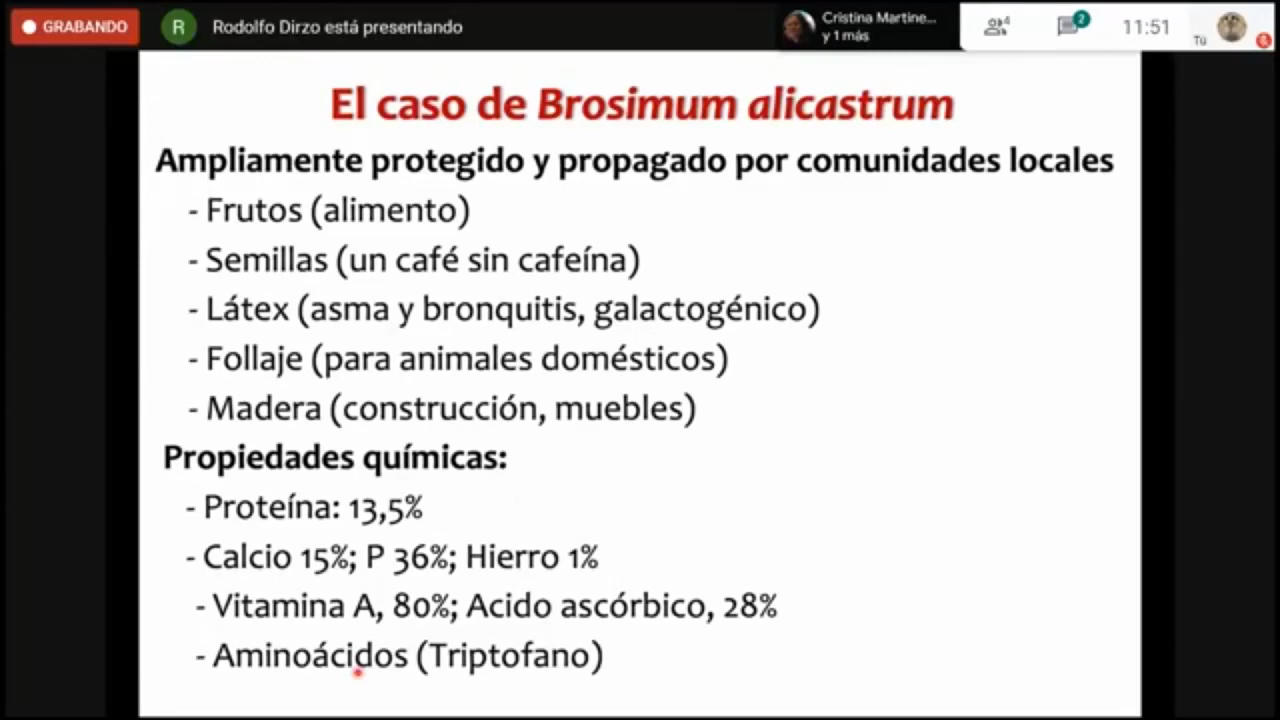 GRABANDO
R
Rodolfo Dirzo está presentando
Cristina Martine...
y 1 más
4
2
11:51
Tú
El caso de Brosimum alicastrum
Ampliamente protegido y propagado por comunidades locales
- Frutos (alimento)
- Semillas (un café sin cafeína)
- Látex (asma y bronquitis, galactogénico)
- Follaje (para animales domésticos)
- Madera (construcción, muebles)
Propiedades químicas:
- Proteína: 13,5%
- Calcio 15%; P 36%; Hierro 1%
- Vitamina A, 80%; Acido ascórbico, 28%
- Aminoácidos (Triptofano)